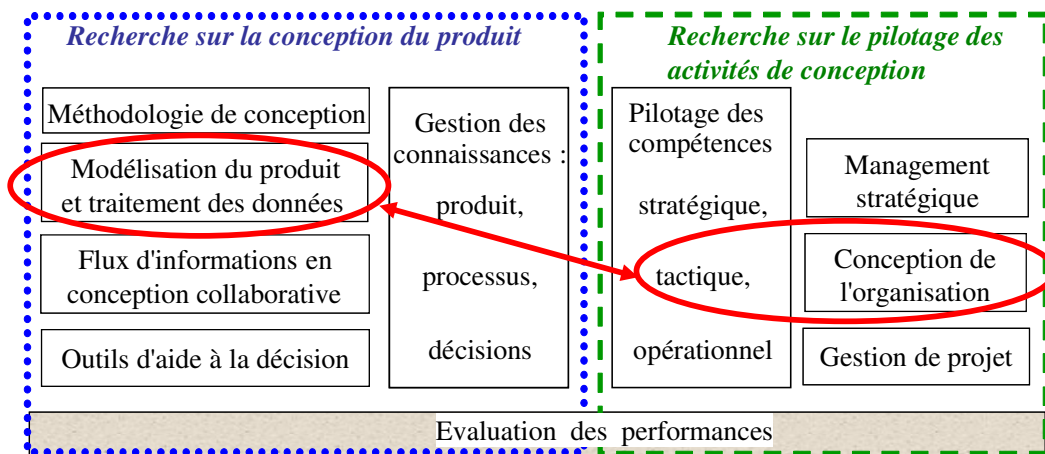 Recherche sur la conception du produit
Méthodologie de conception
Modélisation du produit
et traitement des données
Flux d'informations en
conception collaborative
Outils d'aide à la décision
Gestion des
connaissances :
produit,
processus,
décisions
Recherche sur le pilotage des
activités de conception
Pilotage des
compétences
stratégique,
tactique,
opérationnel
Management
stratégique
Conception de
l'organisation
Gestion de projet
Evaluation des performances